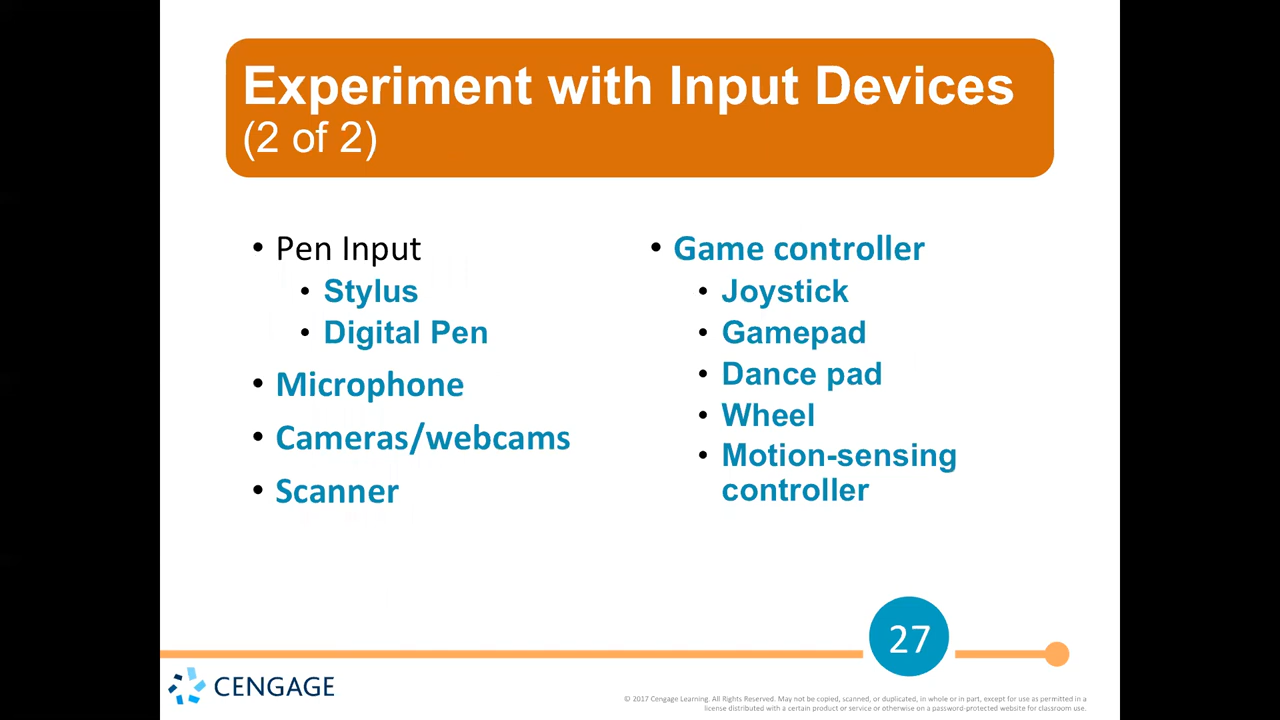 Experiment with Input Devices
(2 of 2)
• Pen Input
• Stylus
• Digital Pen
• Microphone
• Cameras/webcams
• Scanner
• Game controller
• Joystick
• Gamepad
• Dance pad
• Wheel
• Motion-sensing
controller
27
CENGAGE
© 2017 Cengage Learning. All Rights Reserved. May not be copied, scanned, or duplicated, in whole or in part, except for use as permitted in a
license distributed with a certain product or service or otherwise on a password-protected website for classroom use.